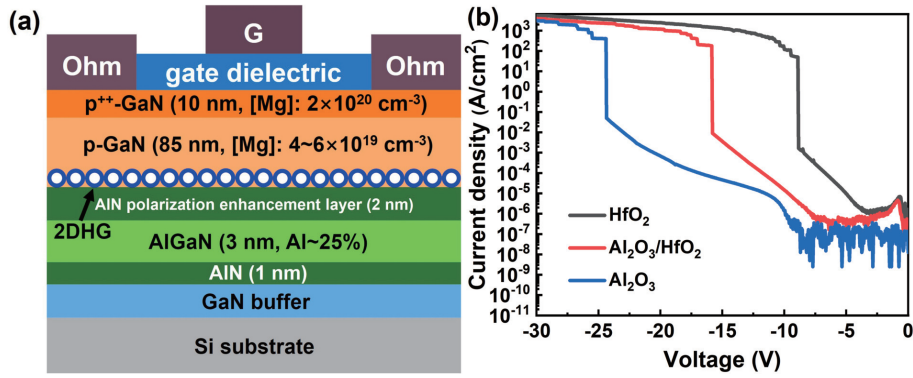 (a)
G
Ohm
Ohm
gate dielectric
p⁺⁺-GaN (10 nm, [Mg]: 2×10²⁰ cm⁻³)
p-GaN (85 nm, [Mg]: 4~6×10¹⁹ cm⁻³)
2DHG
AlN polarization enhancement layer (2 nm)
AlGaN (3 nm, Al~25%)
AlN (1 nm)
GaN buffer
Si substrate
(b)
Current density (A/cm²)
10³
10²
10¹
10⁰
10⁻¹
10⁻²
10⁻³
10⁻⁴
10⁻⁵
10⁻⁶
10⁻⁷
10⁻⁸
10⁻⁹
10⁻¹⁰
10⁻¹¹
HfO₂
Al₂O₃/HfO₂
Al₂O₃
-30 -25 -20 -15 -10 -5 0
Voltage (V)